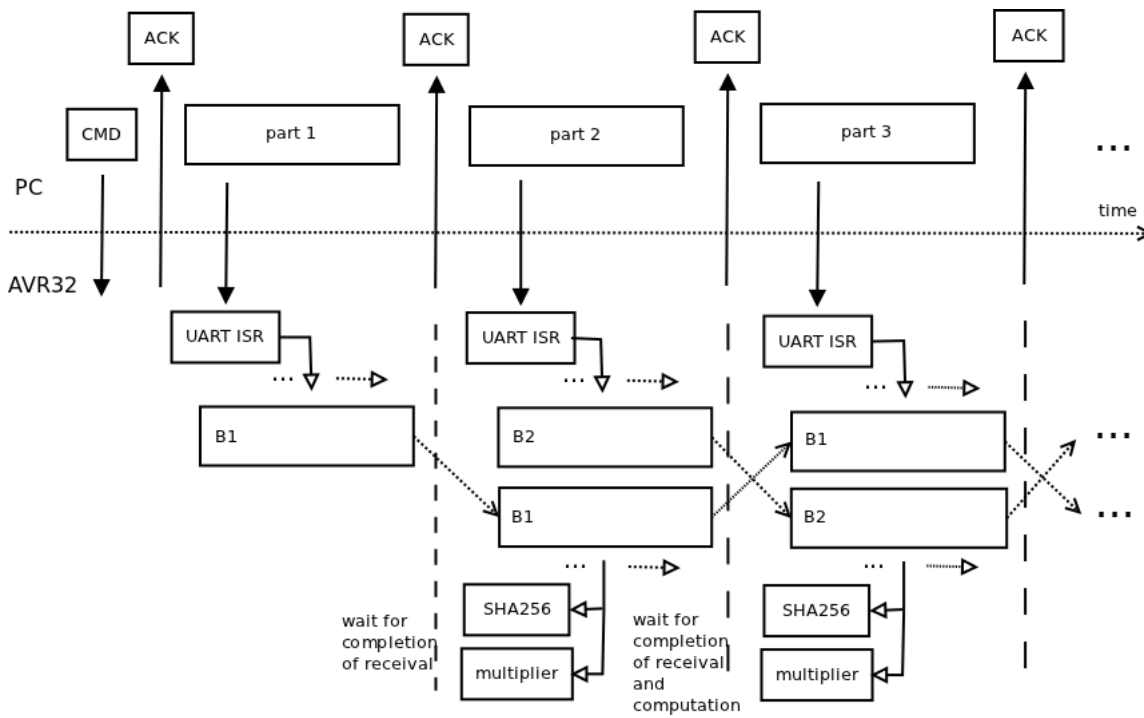 ACK
ACK
ACK
ACK
CMD
part 1
part 2
part 3
...
PC
time
AVR32
UART ISR
UART ISR
UART ISR
...
...
...
B1
B2
B1
...
B1
B2
...
...
...
SHA256
SHA256
wait for
completion
of receival
wait for
completion
of receival
and
computation
multiplier
multiplier